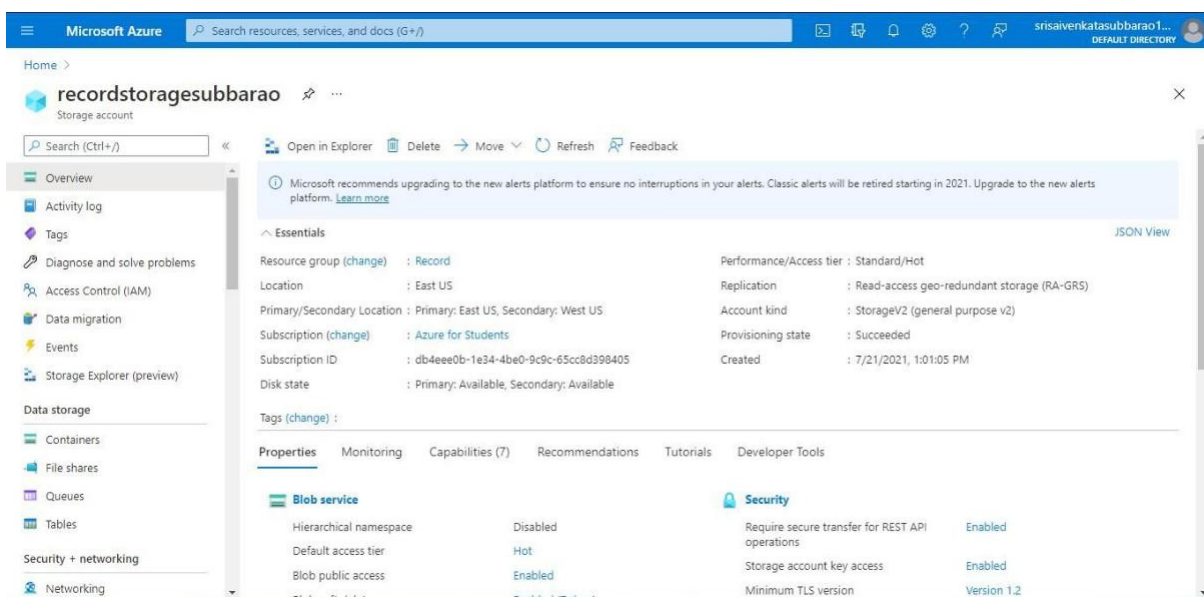 Microsoft Azure
Search resources, services, and docs (G+/)
srisaivenkatasubbarao1...
DEFAULT DIRECTORY
Home >
recordstoragesubbarao
Storage account
Search (Ctrl+/)
Overview
Activity log
Tags
Diagnose and solve problems
Access Control (IAM)
Data migration
Events
Storage Explorer (preview)
Data storage
Containers
File shares
Queues
Tables
Security + networking
Networking
Open in Explorer Delete Move Refresh Feedback
Microsoft recommends upgrading to the new alerts platform to ensure no interruptions in your alerts. Classic alerts will be retired starting in 2021. Upgrade to the new alerts
platform. Learn more
Essentials
JSON View
Resource group (change) : Record
Location : East US
Primary/Secondary Location : Primary: East US, Secondary: West US
Subscription (change) : Azure for Students
Subscription ID : db4eee0b-1e34-4be0-9c9c-65cc8d398405
Disk state : Primary: Available, Secondary: Available
Performance/Access tier : Standard/Hot
Replication : Read-access geo-redundant storage (RA-GRS)
Account kind : StorageV2 (general purpose v2)
Provisioning state : Succeeded
Created : 7/21/2021, 1:01:05 PM
Tags (change) :
Properties Monitoring Capabilities (7) Recommendations Tutorials Developer Tools
Blob service
Hierarchical namespace Disabled
Default access tier Hot
Blob public access Enabled
Security
Require secure transfer for REST API Enabled
operations
Storage account key access Enabled
Minimum TLS version Version 1.2